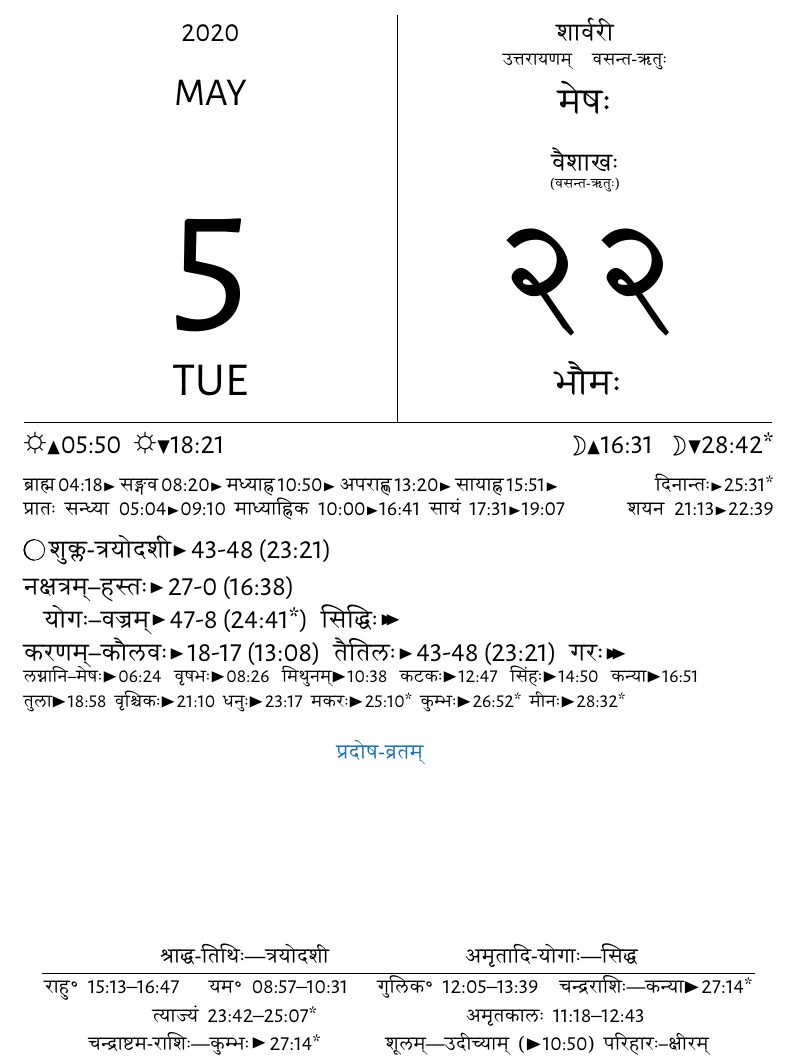 2020
MAY
5
TUE
शार्वरी
उत्तरायणम् वसन्त-ऋतुः
मेषः
वैशाखः
(वसन्त-ऋतुः)
२२
भौमः
☼▲05:50 ☼▼18:21 ☽▲16:31 ☽▼28:42*
ब्राह्म 04:18► सङ्गव 08:20► मध्याह्न 10:50► अपराह्ण 13:20► सायाह्न 15:51► दिनान्तः►25:31*
प्रातः सन्ध्या 05:04►09:10 माध्याह्निक 10:00►16:41 सायं 17:31►19:07 शयन 21:13►22:39
○शुक्ल-त्रयोदशी► 43-48 (23:21)
नक्षत्रम्–हस्तः► 27-0 (16:38)
योगः–वज्रम्► 47-8 (24:41*) सिद्धिः►►
करणम्–कौलवः►18-17 (13:08) तैतिलः►43-48 (23:21) गरः►►
लग्नानि–मेषः►06:24 वृषभः►08:26 मिथुनम्►10:38 कटकः►12:47 सिंहः►14:50 कन्या►16:51
तुला►18:58 वृश्चिकः►21:10 धनुः►23:17 मकरः►25:10* कुम्भः►26:52* मीनः►28:32*
प्रदोष-व्रतम्
श्राद्ध-तिथिः—त्रयोदशी अमृतादि-योगाः—सिद्ध
राहु° 15:13–16:47 यम° 08:57–10:31 गुलिक° 12:05–13:39 चन्द्रराशिः—कन्या►27:14*
त्याज्यं 23:42–25:07* अमृतकालः 11:18–12:43
चन्द्राष्टम-राशिः—कुम्भः►27:14* शूलम्—उदीच्याम् (►10:50) परिहारः–क्षीरम्